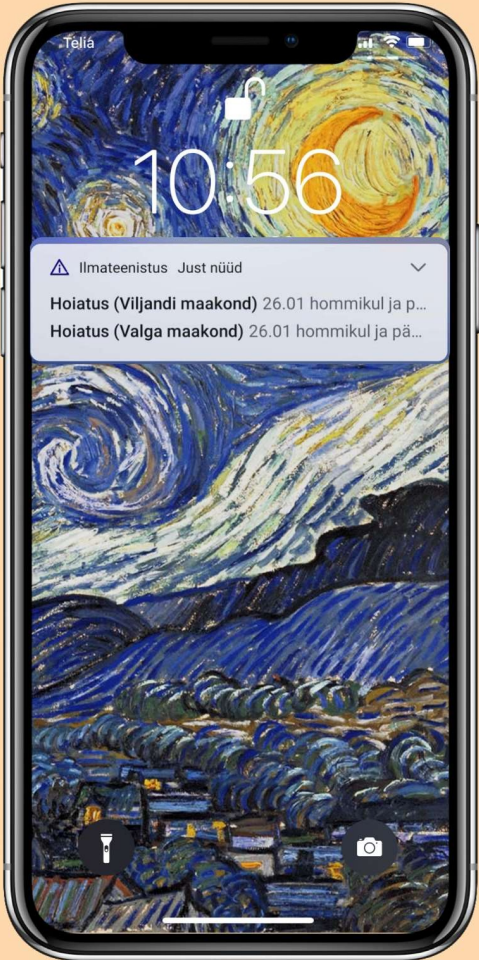 Telia
10:56
Ilmateenistus Just nüüd
Hoiatus (Viljandi maakond) 26.01 hommikul ja p...
Hoiatus (Valga maakond) 26.01 hommikul ja pä...